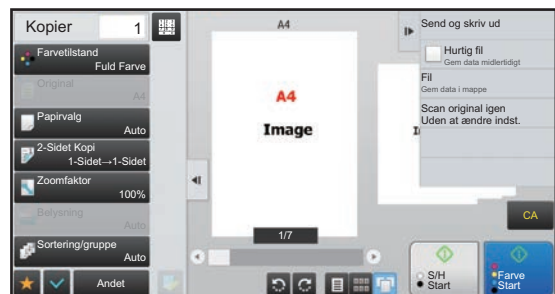 Kopier 1
Farvetilstand
Fuld Farve
Original
A4
Papirvalg
Auto
2-Sidet Kopi
1-Sidet→1-Sidet
Zoomfaktor
100%
Belysning
Auto
Sortering/gruppe
Auto
Andet
A4
A4
Image
1/7
Send og skriv ud
Hurtig fil
Gem data midlertidigt
Fil
Gem data i mappe
Scan original igen
Uden at ændre indst.
CA
S/H
Start
Farve
Start